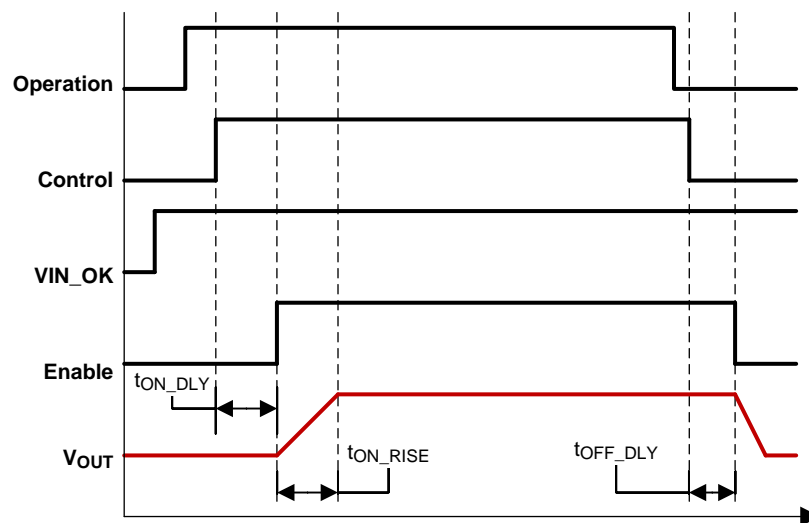 Operation
Control
VIN_OK
Enable
tON_DLY
VOUT
tON_RISE
tOFF_DLY